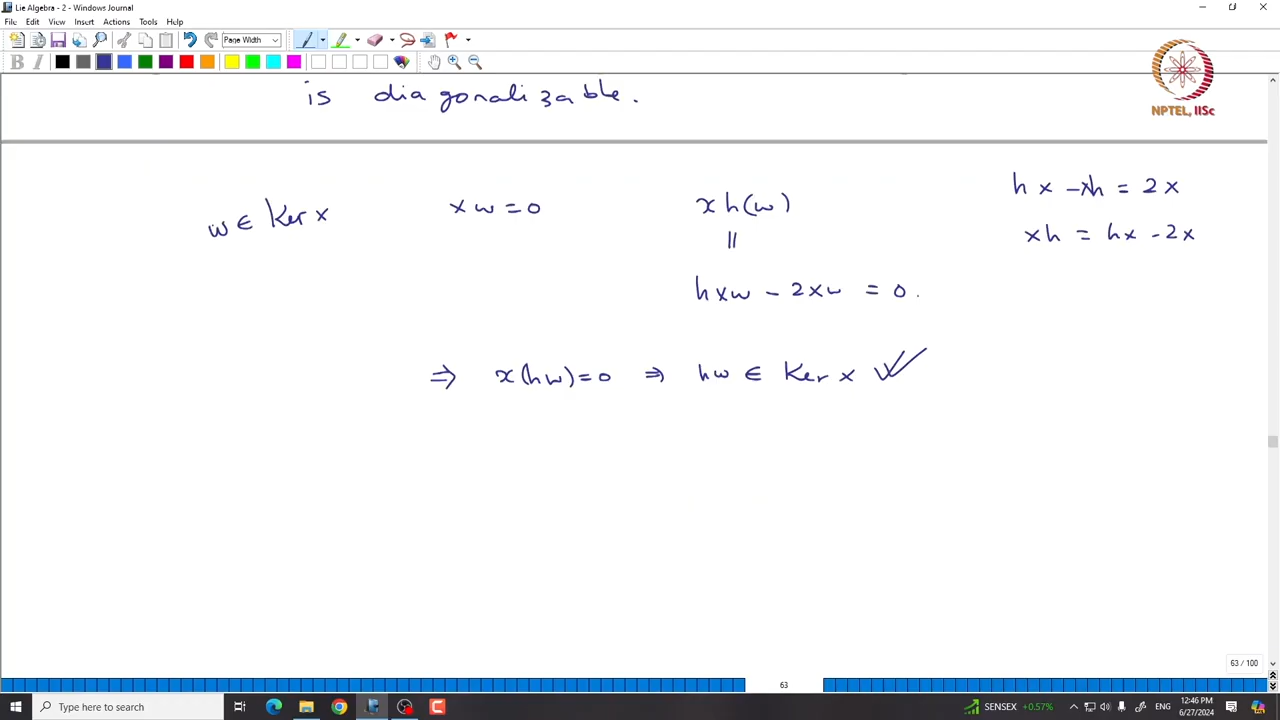 Lie Algebra - 2 - Windows Journal
File Edit View Insert Actions Tools Help
Page Width
B I
NPTEL, IISc
is diagonalizable.
w ∈ Ker x    xw = 0    x h(w)    hx - xh = 2x
||    xh = hx - 2x
hxw - 2xw = 0.
⇒ x(hw) = 0 ⇒ hw ∈ Ker x ✓
63 / 100
63
Type here to search
SENSEX +0.57%
12:46 PM
6/27/2024